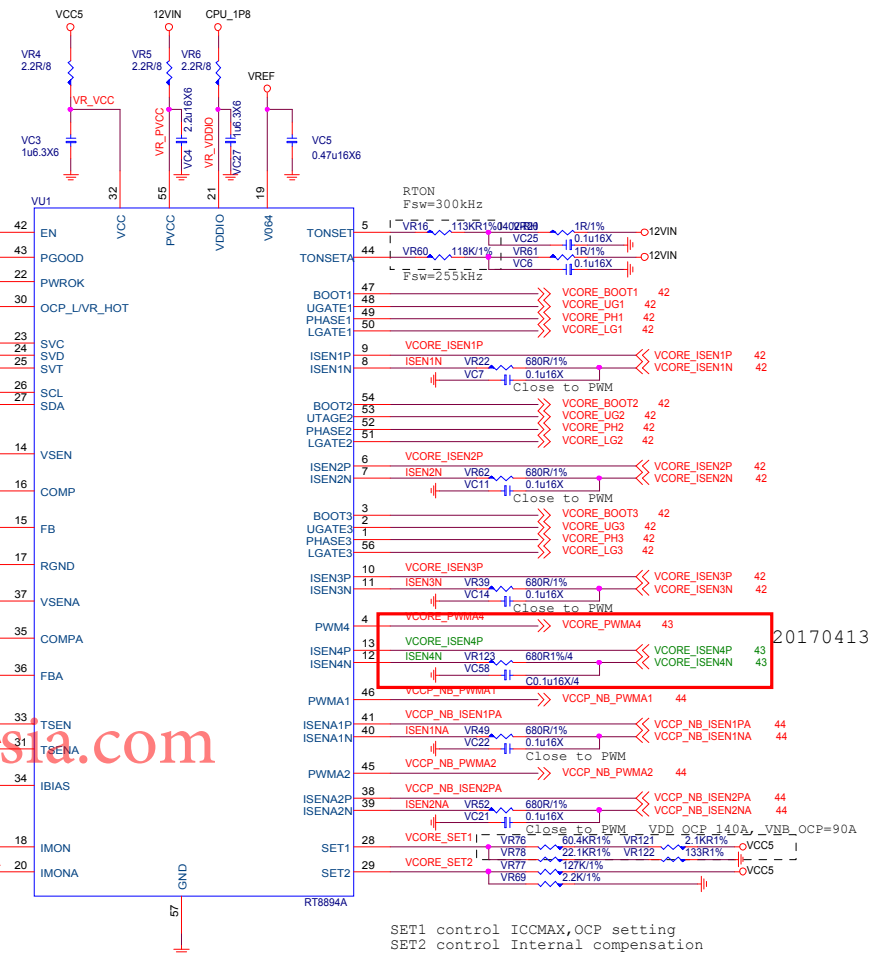 VCC5 12VIN CPU_1P8
VR4 2.2R/8
VR5 2.2R/8
VR6 2.2R/8
VREF
VR_VCC
VR_PVCC
VR_VDDIO
VC3 1u6.3X6
VC4 2.2u16X6
VC27 1u6.3X6
VC5 0.47u16X6
VU1
32 VCC
55 PVCC
21 VDDIO
19 V064
42 EN
43 PGOOD
22 PWROK
30 OCP_L/VR_HOT
23 SVC
24 SVD
25 SVT
26 SCL
27 SDA
14 VSEN
16 COMP
15 FB
17 RGND
37 VSENA
35 COMPA
36 FBA
33 TSEN
31 TSENA
34 IBIAS
18 IMON
20 IMONA
sia.com
GND
57
RT8894A
RTON
Fsw=300kHz
TONSET 5 VR16 113KR1% 1R/1% 12VIN
VC25 0.1u16X
TONSETA 44 VR60 118K/1% VR61 1R/1% 12VIN
VC6 0.1u16X
Fsw=255kHz
BOOT1 47 VCORE_BOOT1 42
UGATE1 48 VCORE_UG1 42
PHASE1 49 VCORE_PH1 42
LGATE1 50 VCORE_LG1 42
ISEN1P 9 VCORE_ISEN1P VCORE_ISEN1P 42
ISEN1N 8 ISEN1N VR22 680R/1% VCORE_ISEN1N 42
VC7 0.1u16X
Close to PWM
BOOT2 54 VCORE_BOOT2 42
UTAGE2 53 VCORE_UG2 42
PHASE2 52 VCORE_PH2 42
LGATE2 51 VCORE_LG2 42
ISEN2P 6 VCORE_ISEN2P VCORE_ISEN2P 42
ISEN2N 7 ISEN2N VR62 680R/1% VCORE_ISEN2N 42
VC11 0.1u16X
Close to PWM
BOOT3 3 VCORE_BOOT3 42
UGATE3 2 VCORE_UG3 42
PHASE3 1 VCORE_PH3 42
LGATE3 56 VCORE_LG3 42
ISEN3P 10 VCORE_ISEN3P VCORE_ISEN3P 42
ISEN3N 11 ISEN3N VR39 680R/1% VCORE_ISEN3N 42
VC14 0.1u16X
Close to PWM
PWM4 4 VCORE_PWMA4 VCORE_PWMA4 43
20170413
ISEN4P 13 VCORE_ISEN4P VCORE_ISEN4P 43
ISEN4N 12 ISEN4N VR123 680R1%/4 VCORE_ISEN4N 43
VC58 C0.1u16X/4
PWMA1 46 VCCP_NB_PWMA1 VCCP_NB_PWMA1 44
ISENA1P 41 VCCP_NB_ISEN1PA VCCP_NB_ISEN1PA 44
ISENA1N 40 ISEN1NA VR49 680R/1% VCCP_NB_ISEN1NA 44
VC22 0.1u16X
Close to PWM
PWMA2 45 VCCP_NB_PWMA2 VCCP_NB_PWMA2 44
ISENA2P 38 VCCP_NB_ISEN2PA VCCP_NB_ISEN2PA 44
ISENA2N 39 ISEN2NA VR52 680R/1% VCCP_NB_ISEN2NA 44
VC21 0.1u16X
Close to PWM VDD OCP 140A, VNB OCP=90A
SET1 28 VCORE_SET1 VR76 60.4KR1% VR121 2.1KR1% VCC5
VR78 22.1KR1% VR122 133R1%
SET2 29 VCORE_SET2 VR77 127K/1% VCC5
VR69 2.2K/1%
SET1 control ICCMAX,OCP setting
SET2 control Internal compensation